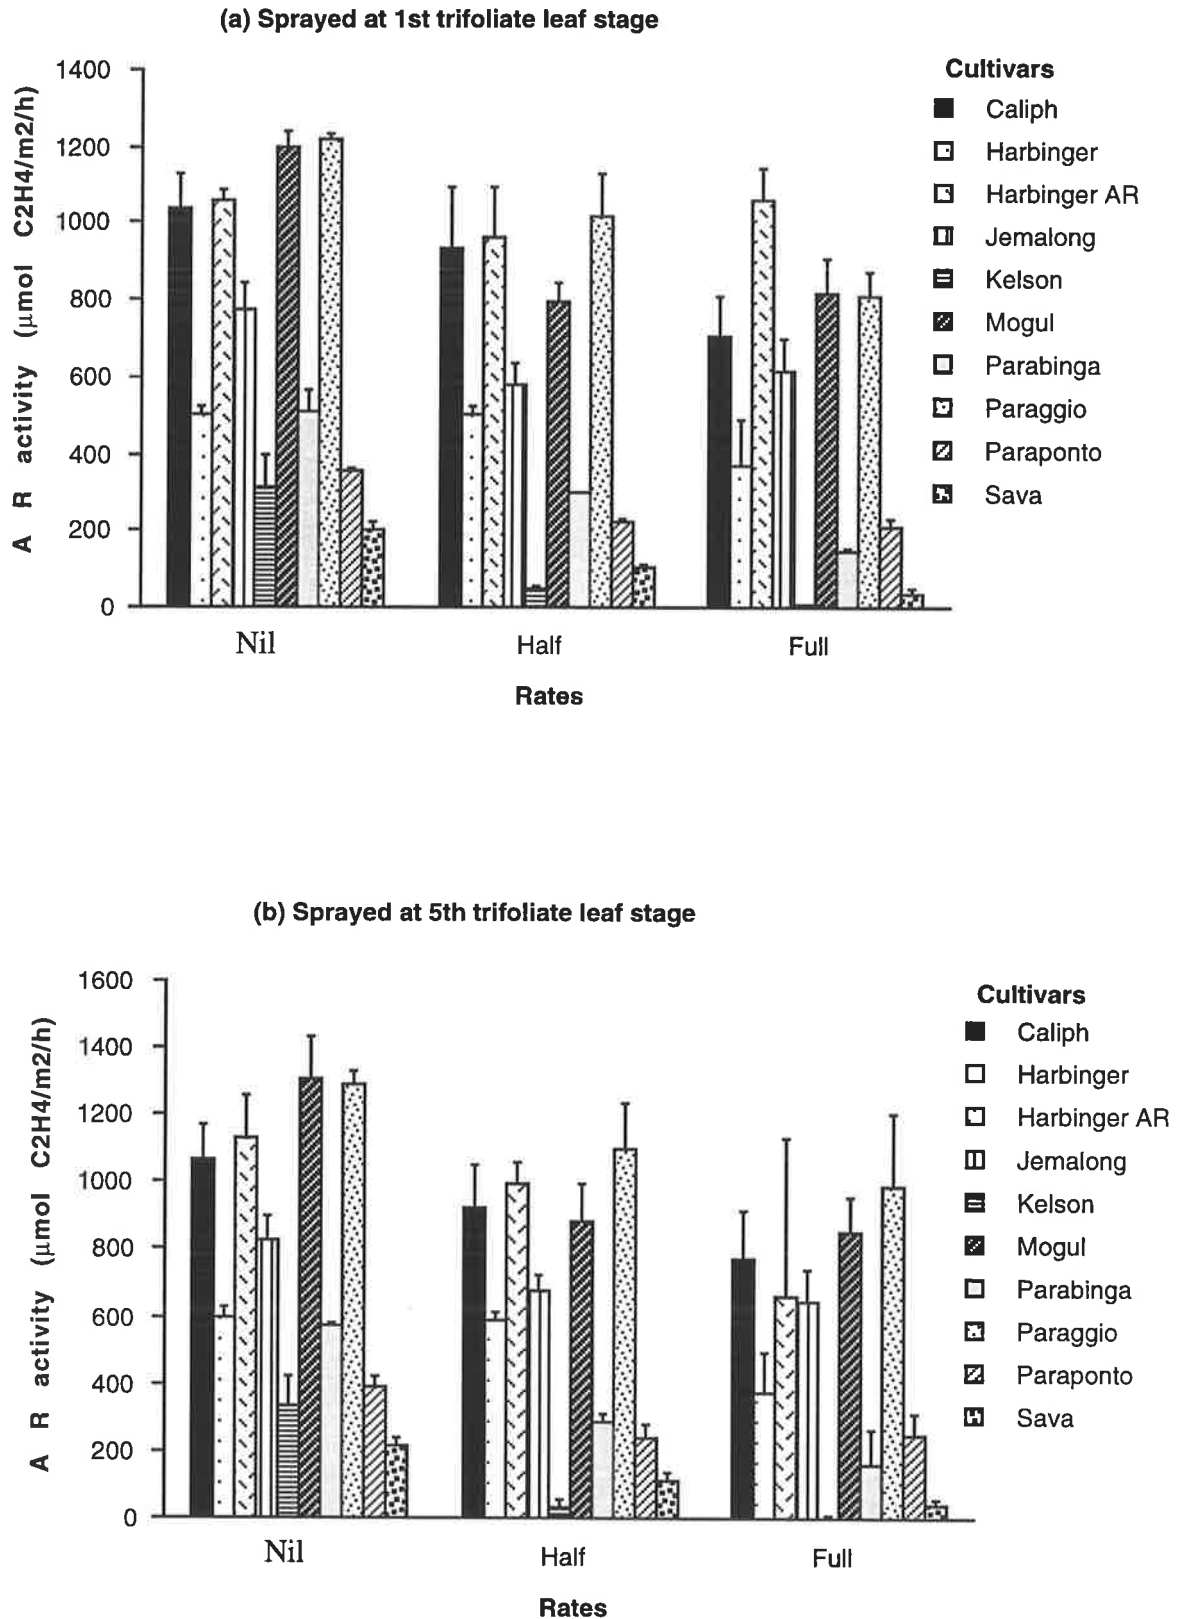 (a) Sprayed at 1st trifoliate leaf stage
A R activity (µmol C2H4/m2/h)
1400
1200
1000
800
600
400
200
0
Nil
Half
Full
Rates
Cultivars
Caliph
Harbinger
Harbinger AR
Jemalong
Kelson
Mogul
Parabinga
Paraggio
Paraponto
Sava
(b) Sprayed at 5th trifoliate leaf stage
A R activity (µmol C2H4/m2/h)
1600
1400
1200
1000
800
600
400
200
0
Nil
Half
Full
Rates
Cultivars
Caliph
Harbinger
Harbinger AR
Jemalong
Kelson
Mogul
Parabinga
Paraggio
Paraponto
Sava